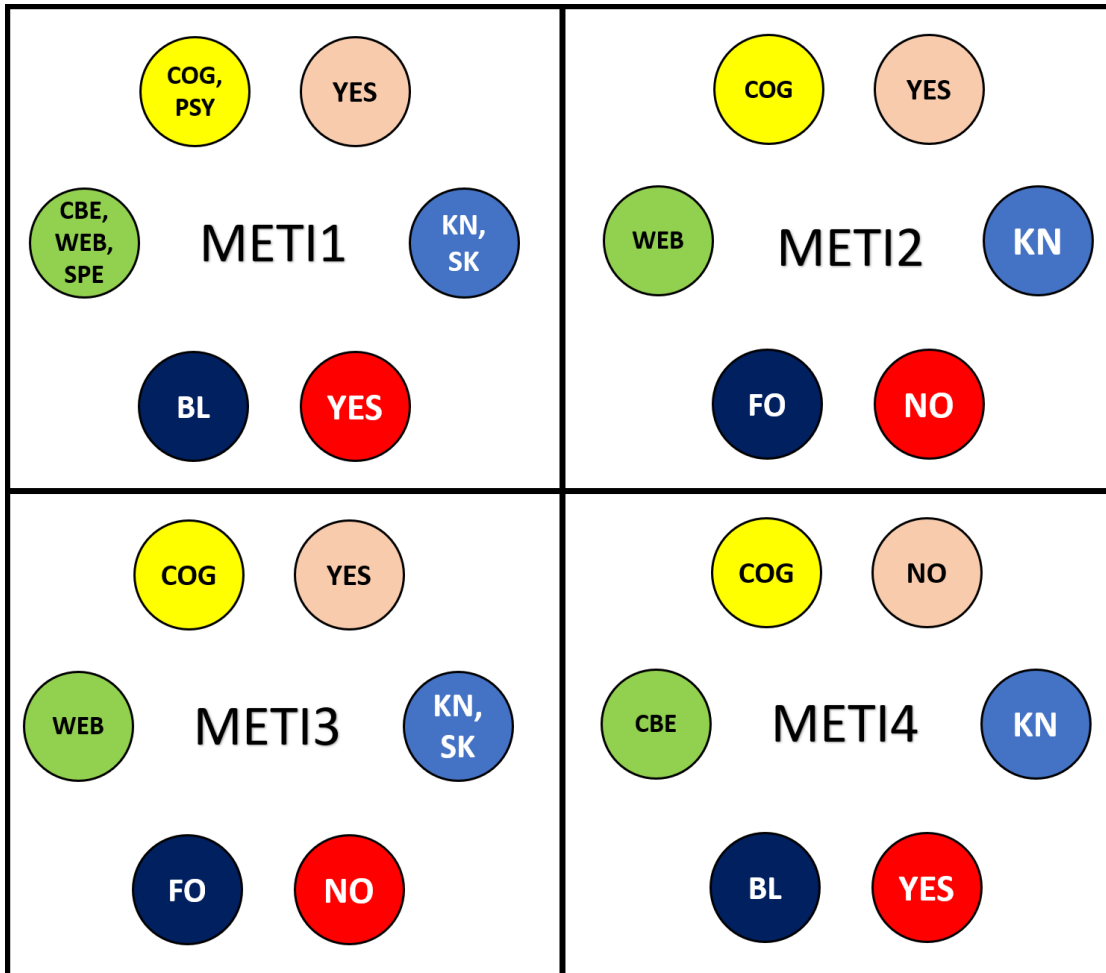 COG,
PSY
YES
CBE,
WEB,
SPE
METI1
KN,
SK
BL
YES
COG
YES
WEB
METI2
KN
FO
NO
COG
YES
WEB
METI3
KN,
SK
FO
NO
COG
NO
CBE
METI4
KN
BL
YES